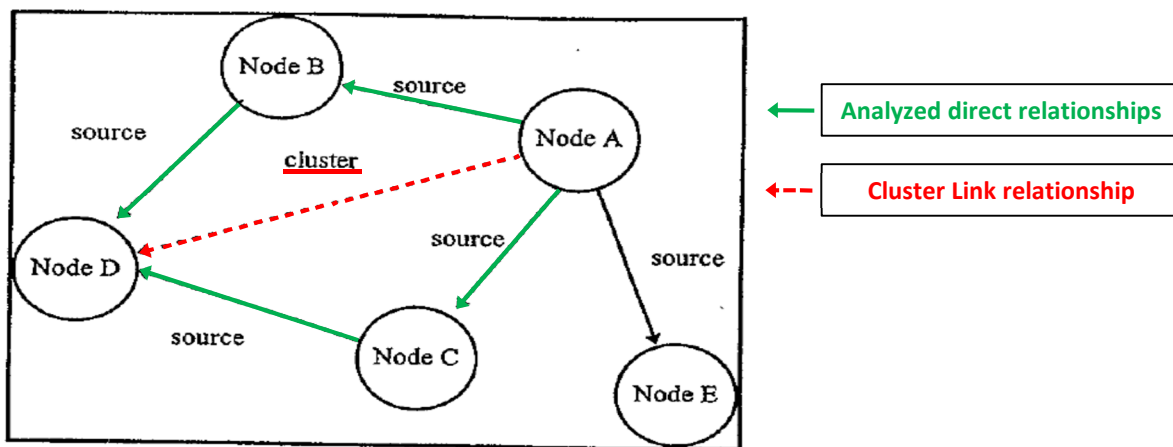 Node B
source
Node A
source
cluster
source
source
Node D
source
Node C
Node E
Analyzed direct relationships
Cluster Link relationship